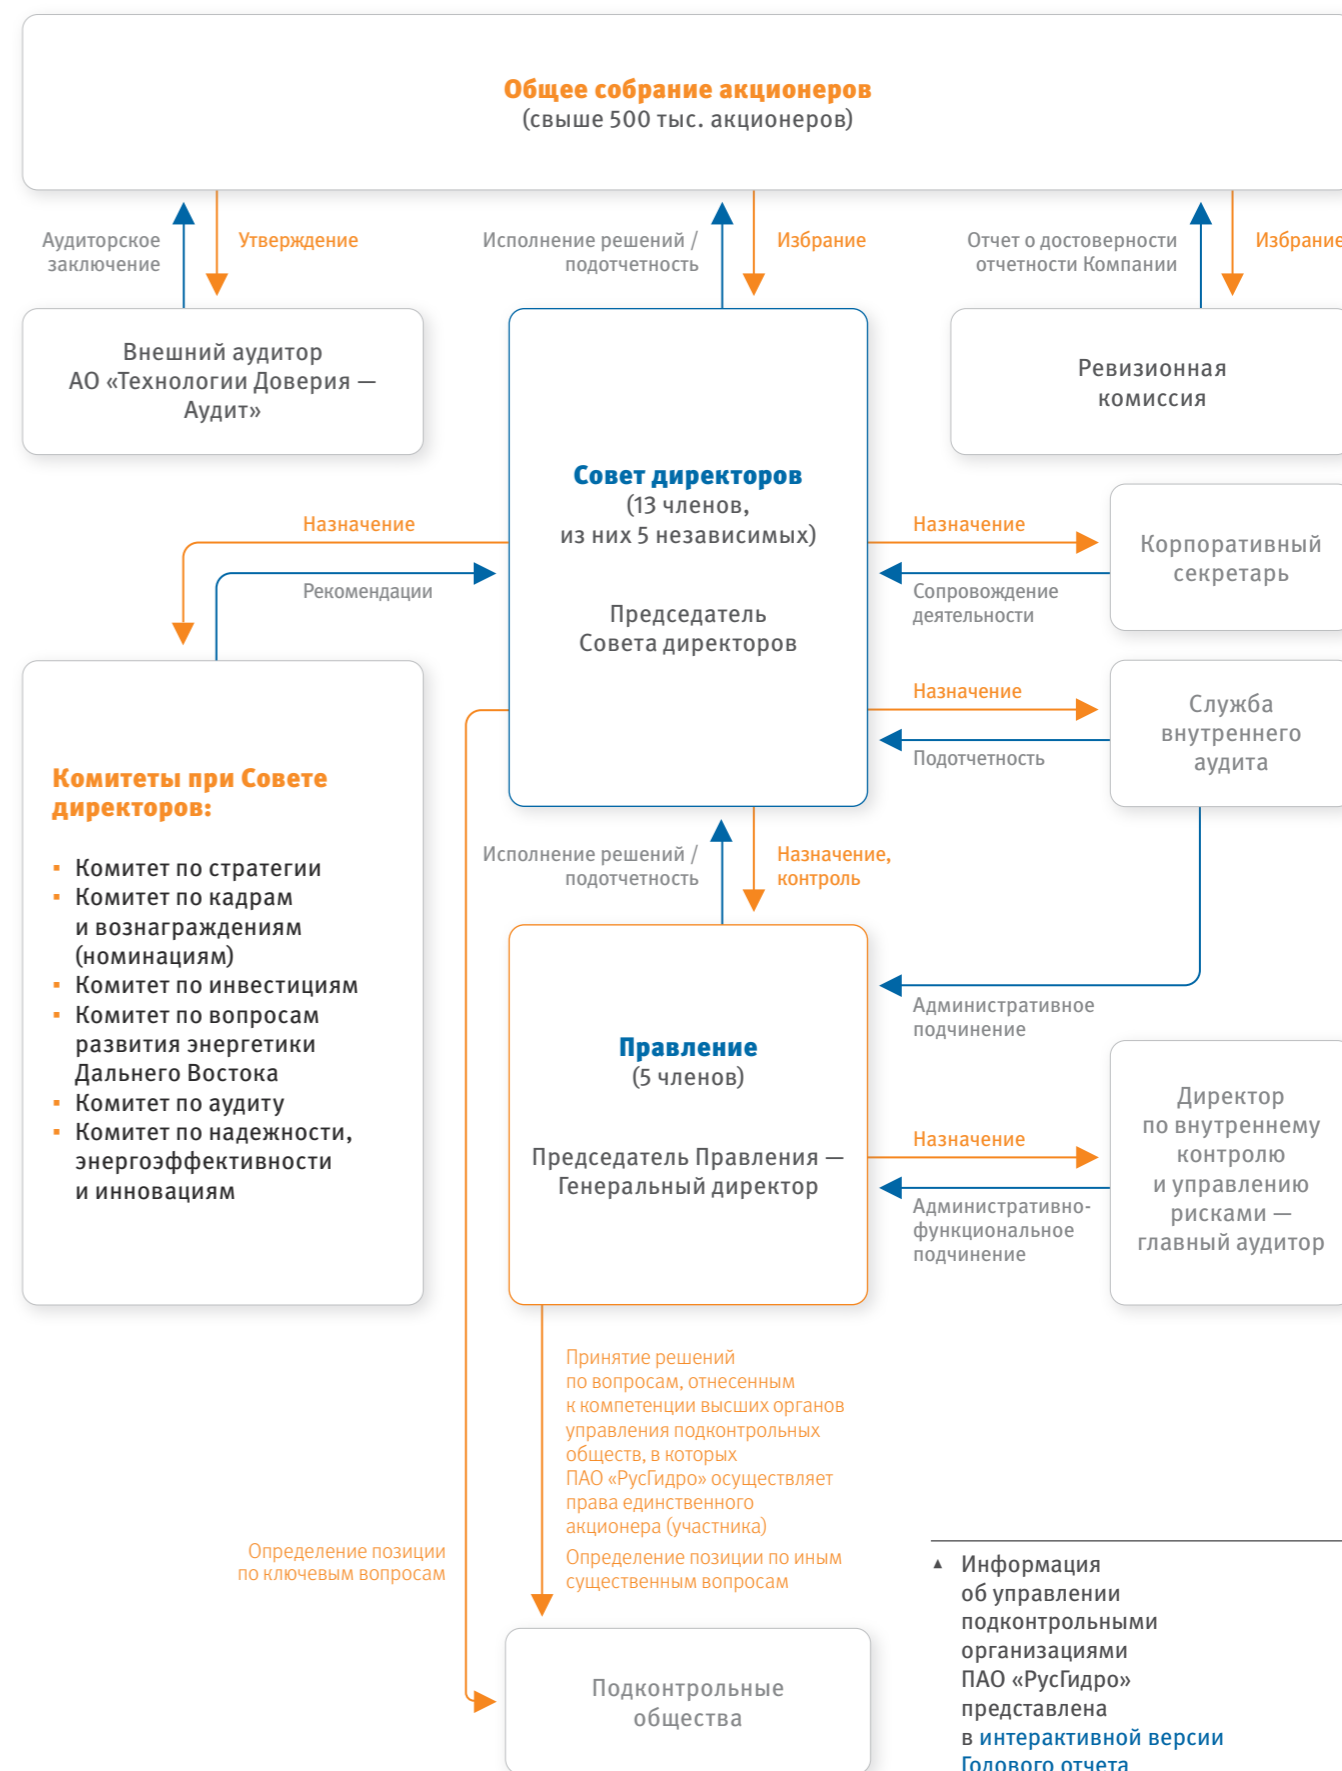 Общее собрание акционеров
(свыше 500 тыс. акционеров)
Аудиторское
заключение
Утверждение
Исполнение решений /
подотчетность
Избрание
Отчет о достоверности
отчетности Компании
Избрание
Внешний аудитор
АО «Технологии Доверия —
Аудит»
Совет директоров
(13 членов,
из них 5 независимых)
Председатель
Совета директоров
Ревизионная
комиссия
Назначение
Рекомендации
Назначение
Сопровождение
деятельности
Корпоративный
секретарь
Назначение
Подотчетность
Служба
внутреннего
аудита
Комитеты при Совете
директоров:
▪ Комитет по стратегии
▪ Комитет по кадрам
и вознаграждениям
(номинациям)
▪ Комитет по инвестициям
▪ Комитет по вопросам
развития энергетики
Дальнего Востока
▪ Комитет по аудиту
▪ Комитет по надежности,
энергоэффективности
и инновациям
Исполнение решений /
подотчетность
Назначение,
контроль
Административное
подчинение
Правление
(5 членов)
Председатель Правления —
Генеральный директор
Назначение
Административно-
функциональное
подчинение
Директор
по внутреннему
контролю
и управлению
рисками —
главный аудитор
Принятие решений
по вопросам, отнесенным
к компетенции высших органов
управления подконтрольных
обществ, в которых
ПАО «РусГидро» осуществляет
права единственного
акционера (участника)
Определение позиции по иным
существенным вопросам
Определение позиции
по ключевым вопросам
Подконтрольные
общества
▲ Информация
об управлении
подконтрольными
организациями
ПАО «РусГидро»
представлена
в интерактивной версии
Годового отчета